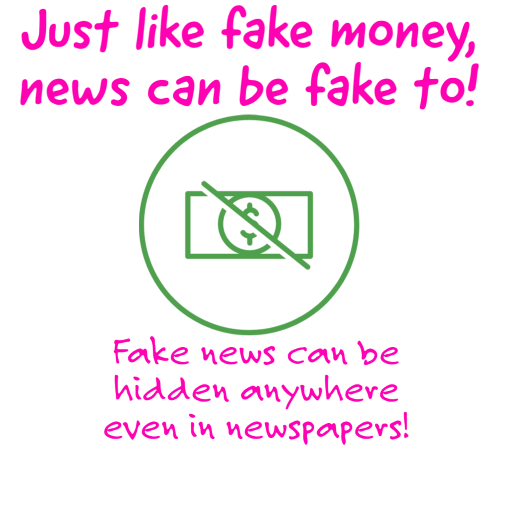 Just like fake money,
news can be fake to!
$
Fake news can be
hidden anywhere
even in newspapers!